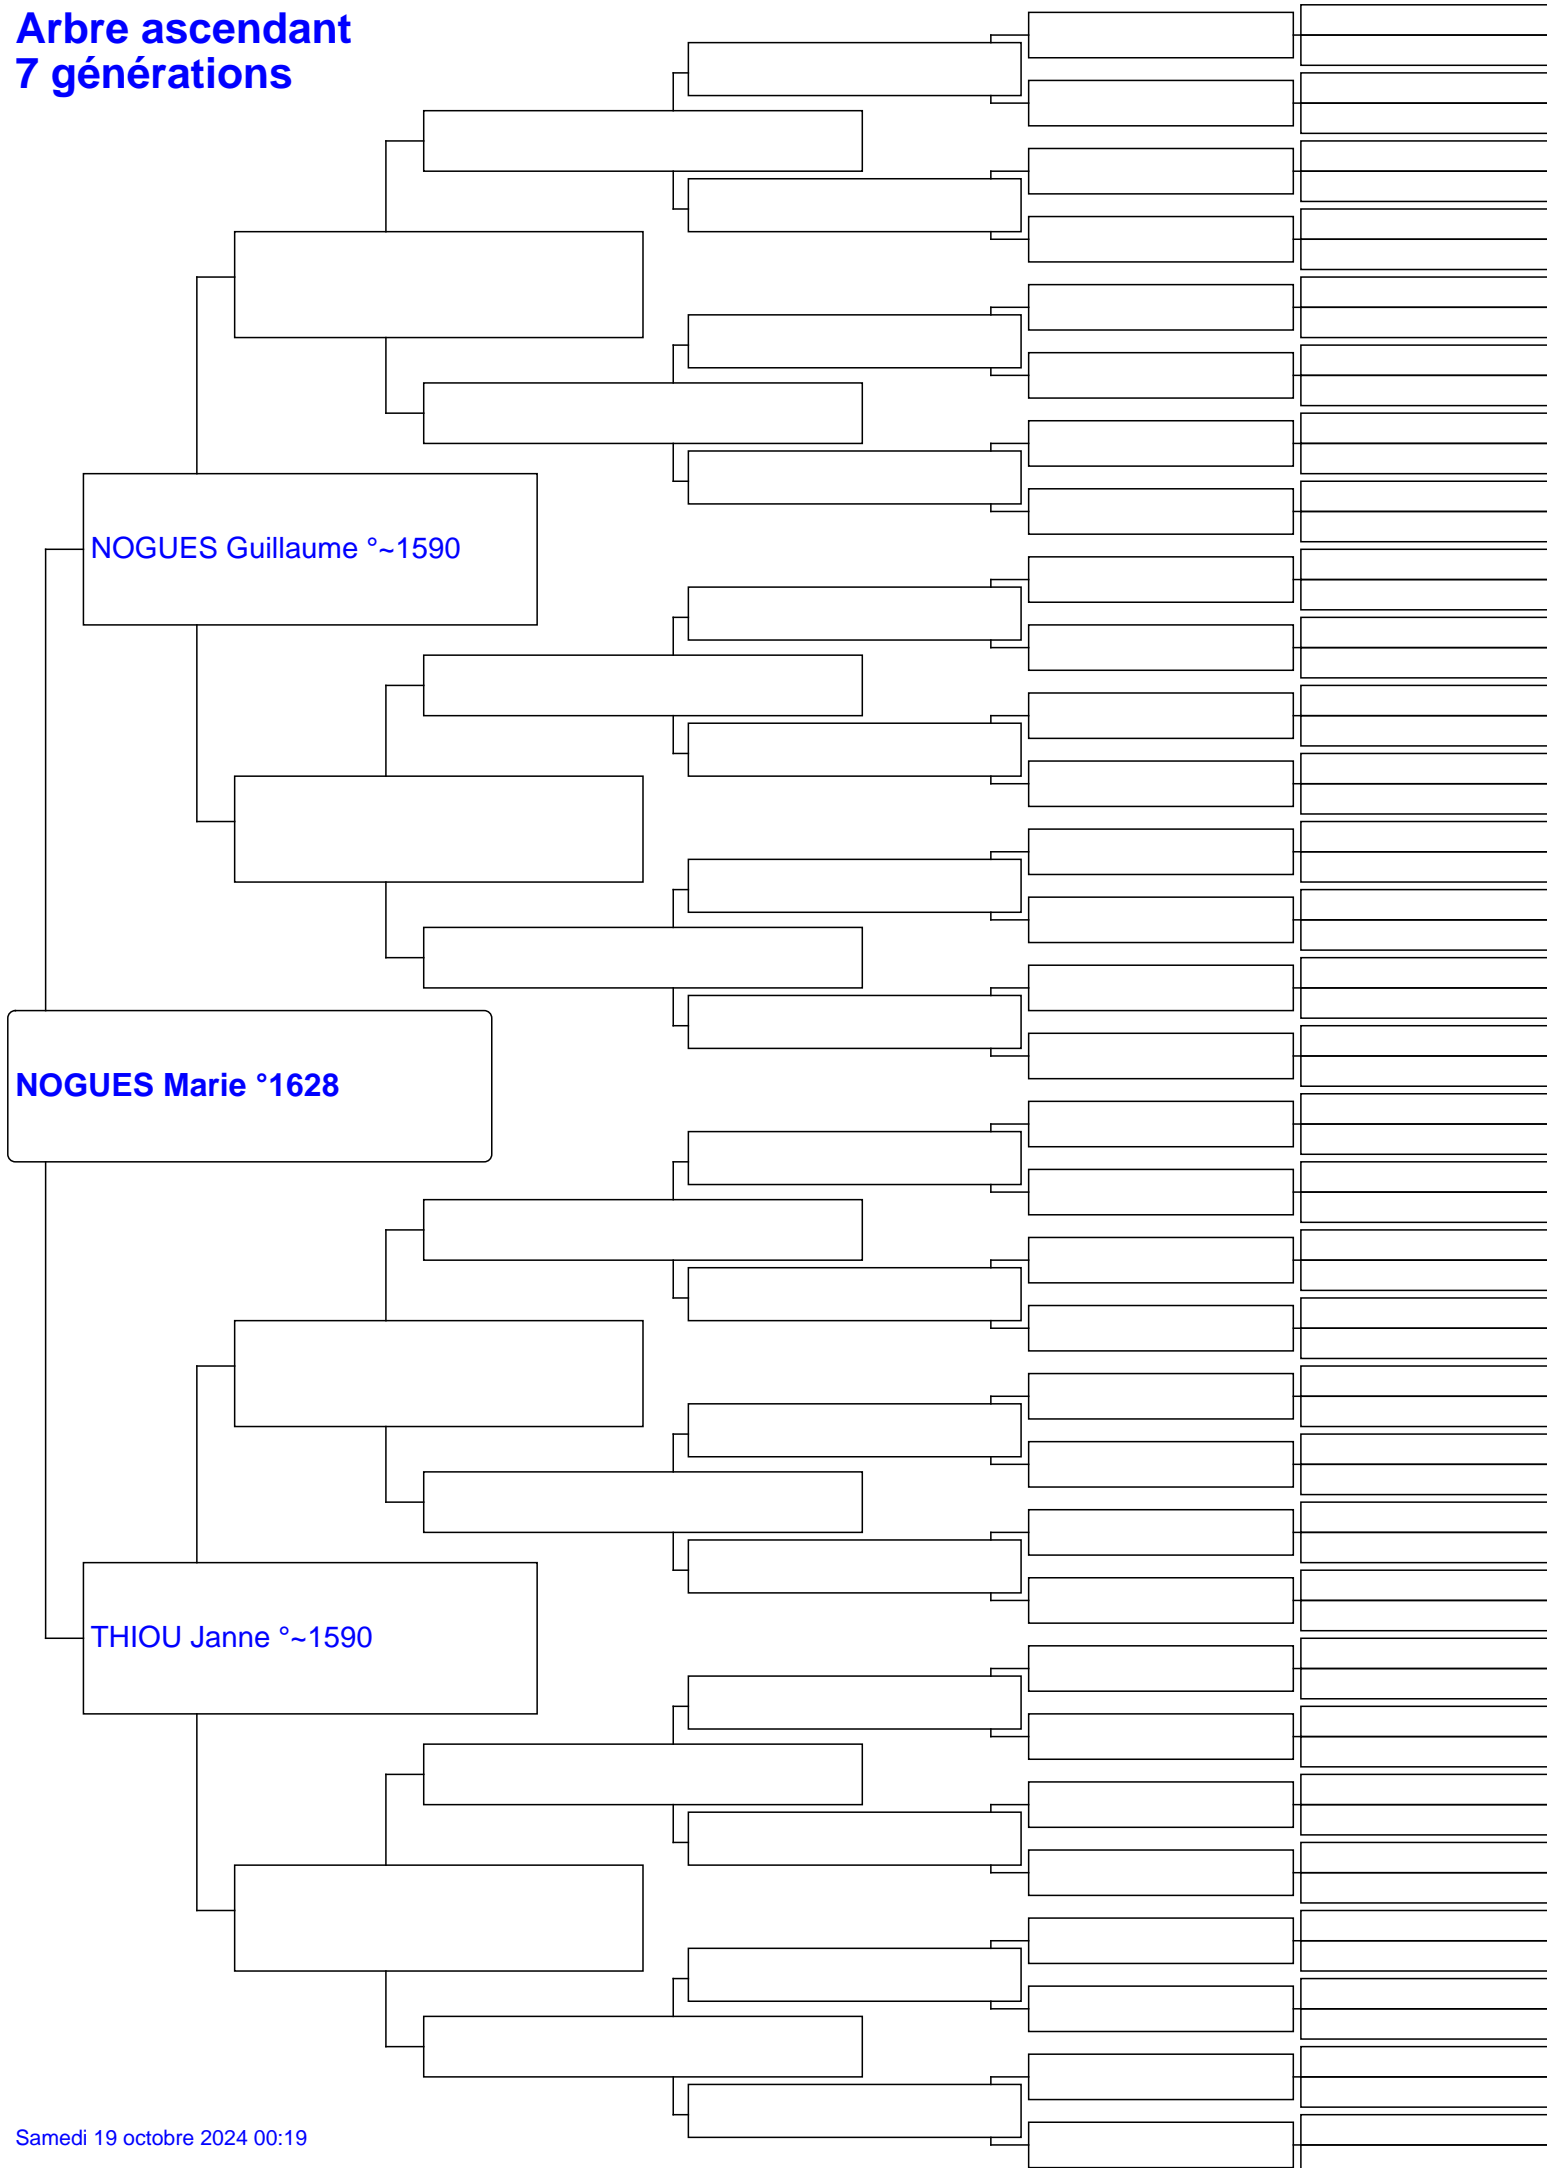 Arbre ascendant
7 générations
NOGUES Guillaume °~1590
NOGUES Marie °1628
THIOU Janne °~1590
Samedi 19 octobre 2024 00:19